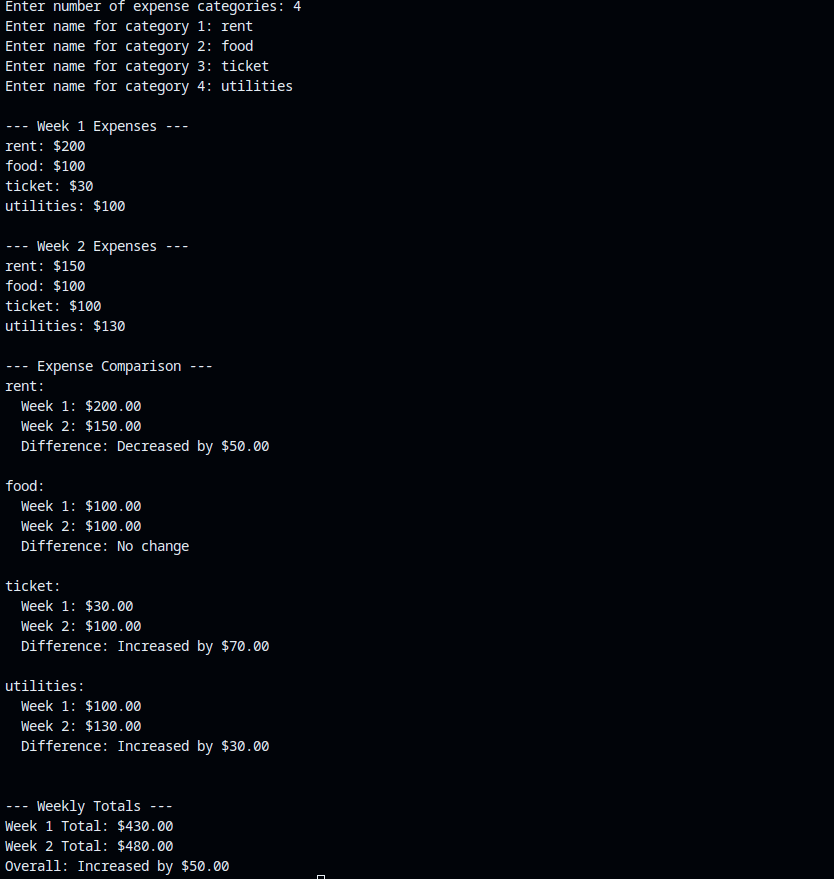 Enter number of expense categories: 4
Enter name for category 1: rent
Enter name for category 2: food
Enter name for category 3: ticket
Enter name for category 4: utilities

--- Week 1 Expenses ---
rent: $200
food: $100
ticket: $30
utilities: $100

--- Week 2 Expenses ---
rent: $150
food: $100
ticket: $100
utilities: $130

--- Expense Comparison ---
rent:
  Week 1: $200.00
  Week 2: $150.00
  Difference: Decreased by $50.00

food:
  Week 1: $100.00
  Week 2: $100.00
  Difference: No change

ticket:
  Week 1: $30.00
  Week 2: $100.00
  Difference: Increased by $70.00

utilities:
  Week 1: $100.00
  Week 2: $130.00
  Difference: Increased by $30.00


--- Weekly Totals ---
Week 1 Total: $430.00
Week 2 Total: $480.00
Overall: Increased by $50.00